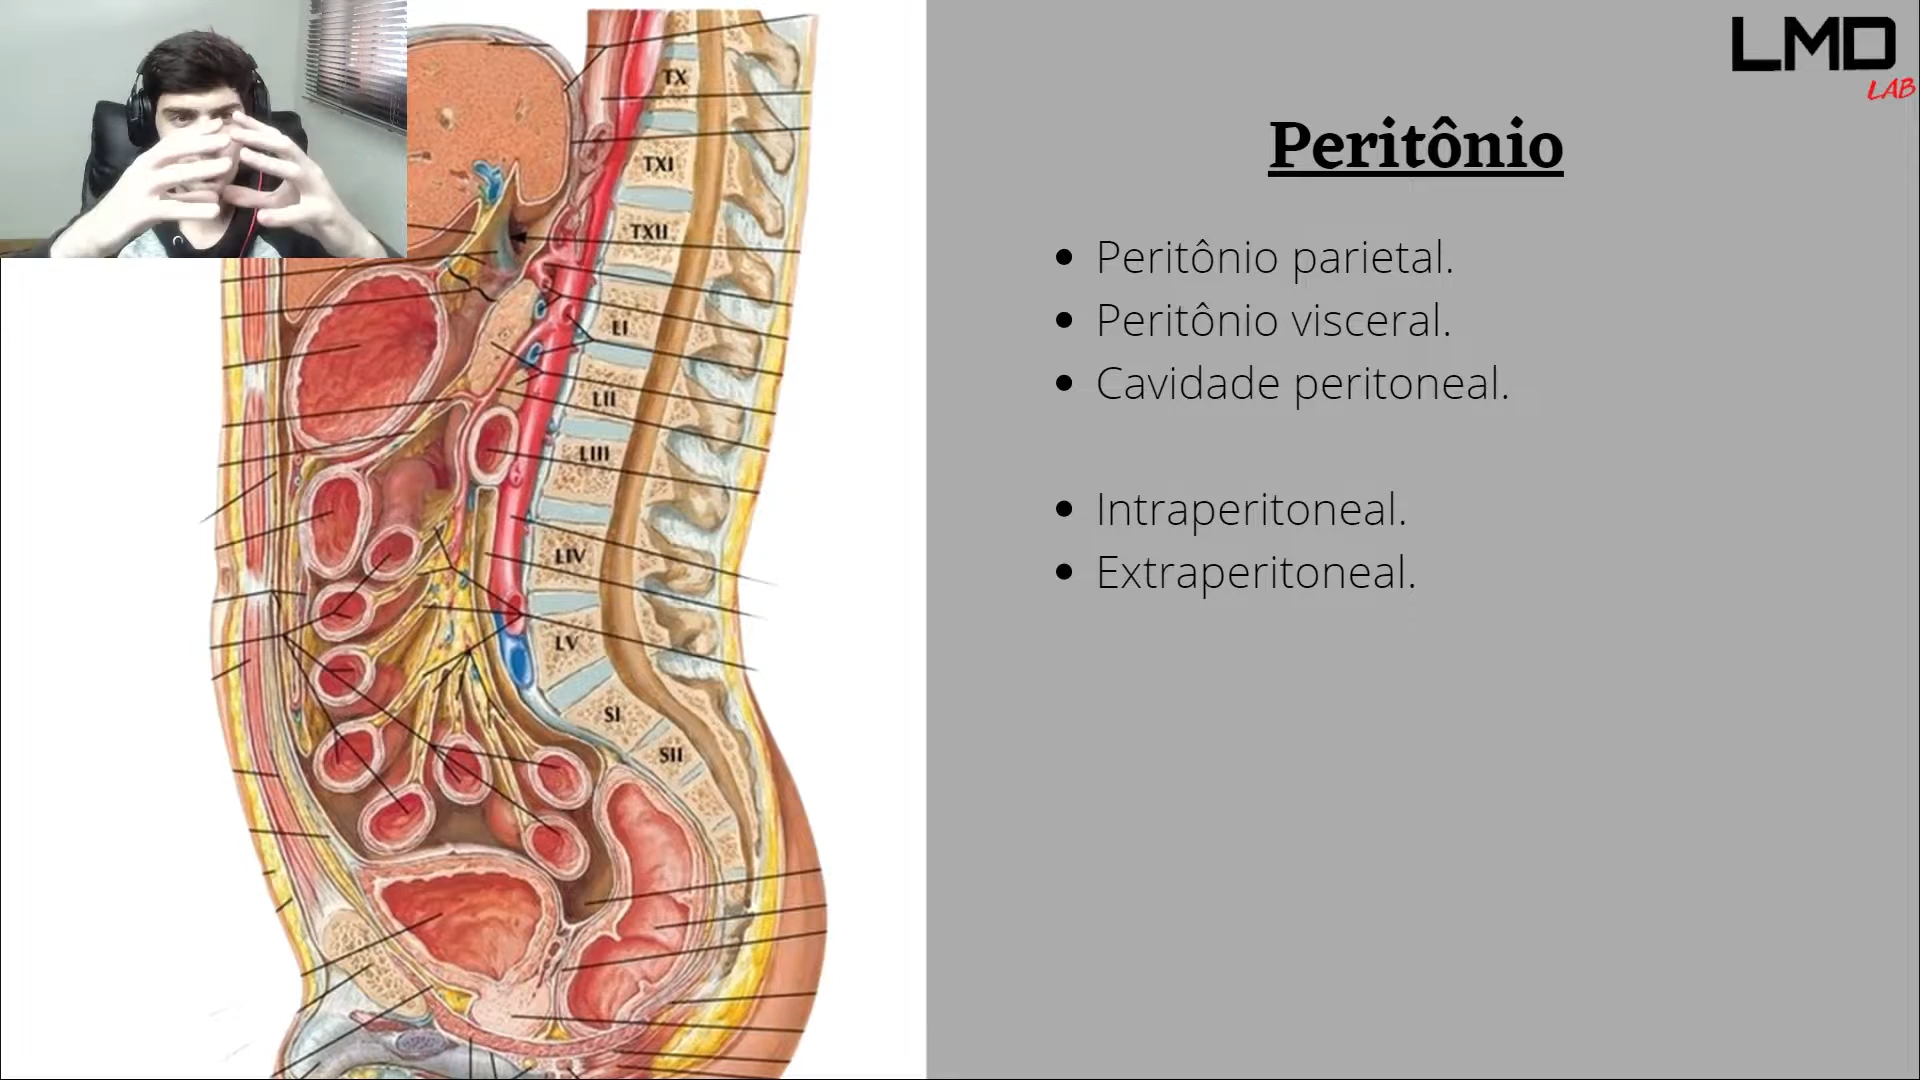 TX
TXI
TXII
LI
LII
LIII
LIV
LV
SI
SII
LMD
LAB
Peritônio
Peritônio parietal.
Peritônio visceral.
Cavidade peritoneal.
Intraperitoneal.
Extraperitoneal.